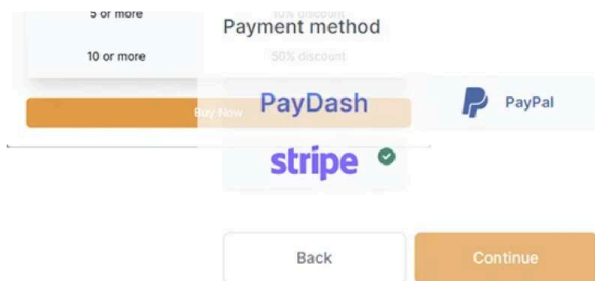 5 or more
10% discount
Payment method
10 or more
50% discount
Buy Now
PayDash
PayPal
stripe
Back
Continue